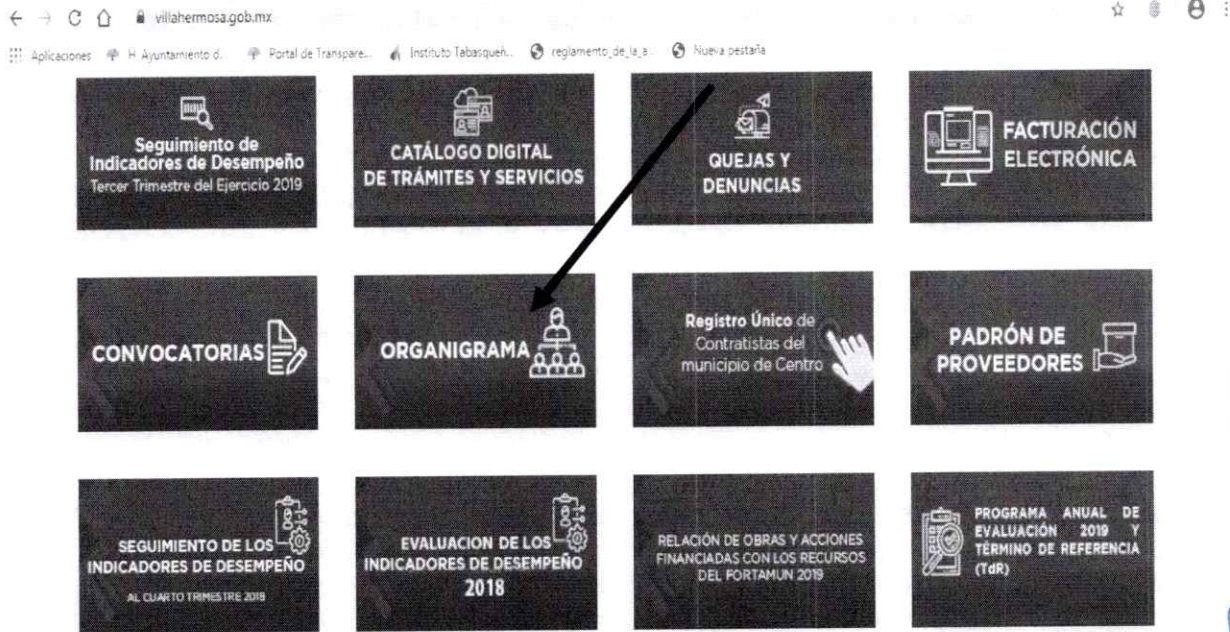 villahermosa.gob.mx
Aplicaciones H. Ayuntamiento d... Portal de Transpare... Instituto Tabasqueñ... reglamento_de_la_a... Nueva pestaña
Seguimiento de
Indicadores de Desempeño
Tercer Trimestre del Ejercicio 2019
CATÁLOGO DIGITAL
DE TRÁMITES Y SERVICIOS
QUEJAS Y
DENUNCIAS
FACTURACIÓN
ELECTRÓNICA
CONVOCATORIAS
ORGANIGRAMA
Registro Único de
Contratistas del
municipio de Centro
PADRÓN DE
PROVEEDORES
SEGUIMIENTO DE LOS
INDICADORES DE DESEMPEÑO
AL CUARTO TRIMESTRE 2018
EVALUACION DE LOS
INDICADORES DE DESEMPEÑO
2018
RELACIÓN DE OBRAS Y ACCIONES
FINANCIADAS CON LOS RECURSOS
DEL FORTAMUN 2019
PROGRAMA ANUAL DE
EVALUACIÓN 2019 Y
TÉRMINO DE REFERENCIA
(TdR)